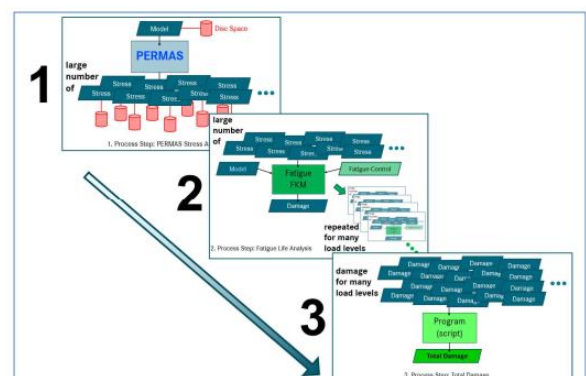 1
Model
Disc Space
PERMAS
large
number
of
Stress Stress Stress Stress
Stress Stress Stress Stress
1. Process Step: PERMAS Stress A
2
large
number
of
Stress Stress Stress Stress
Stress Stress Stress Stress
Model
Fatigue
FKM
Fatigue-Control
Damage
repeated
for many
load levels
2. Process Step: Fatigue Life Analysis
3
damage
for many
load levels
Damage Damage Damage Damage
Damage Damage Damage Damage
Damage Damage Damage Damage
Damage Damage Damage Damage
Program
(script)
Total Damage
3. Process Step: Total Damage